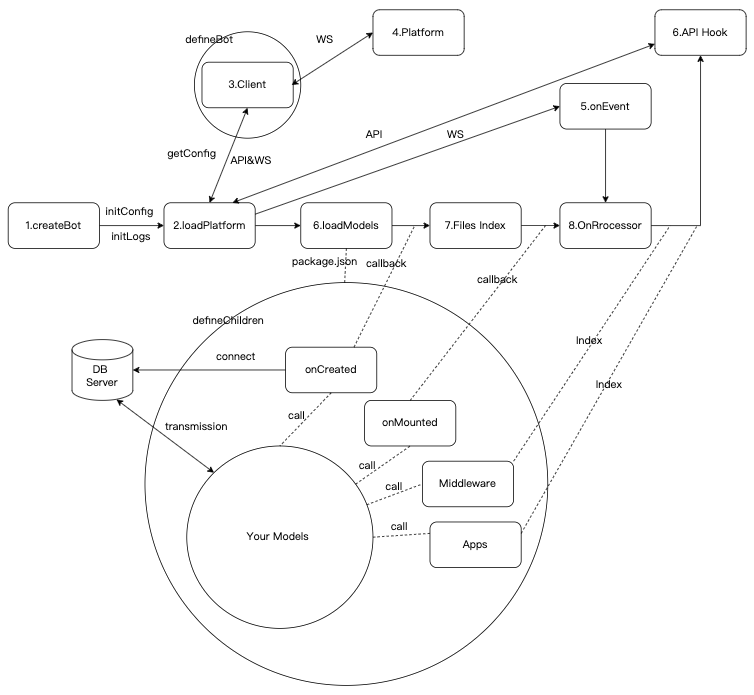 defineBot
WS
4.Platform
6.API Hook
3.Client
5.onEvent
API
WS
getConfig
API&WS
1.createBot
initConfig
initLogs
2.loadPlatform
6.loadModels
7.Files Index
8.OnRrocessor
package.json
callback
callback
defineChildren
connect
onCreated
DB
Server
Index
Index
call
onMounted
transmission
call
call
Middleware
call
Your Models
Apps